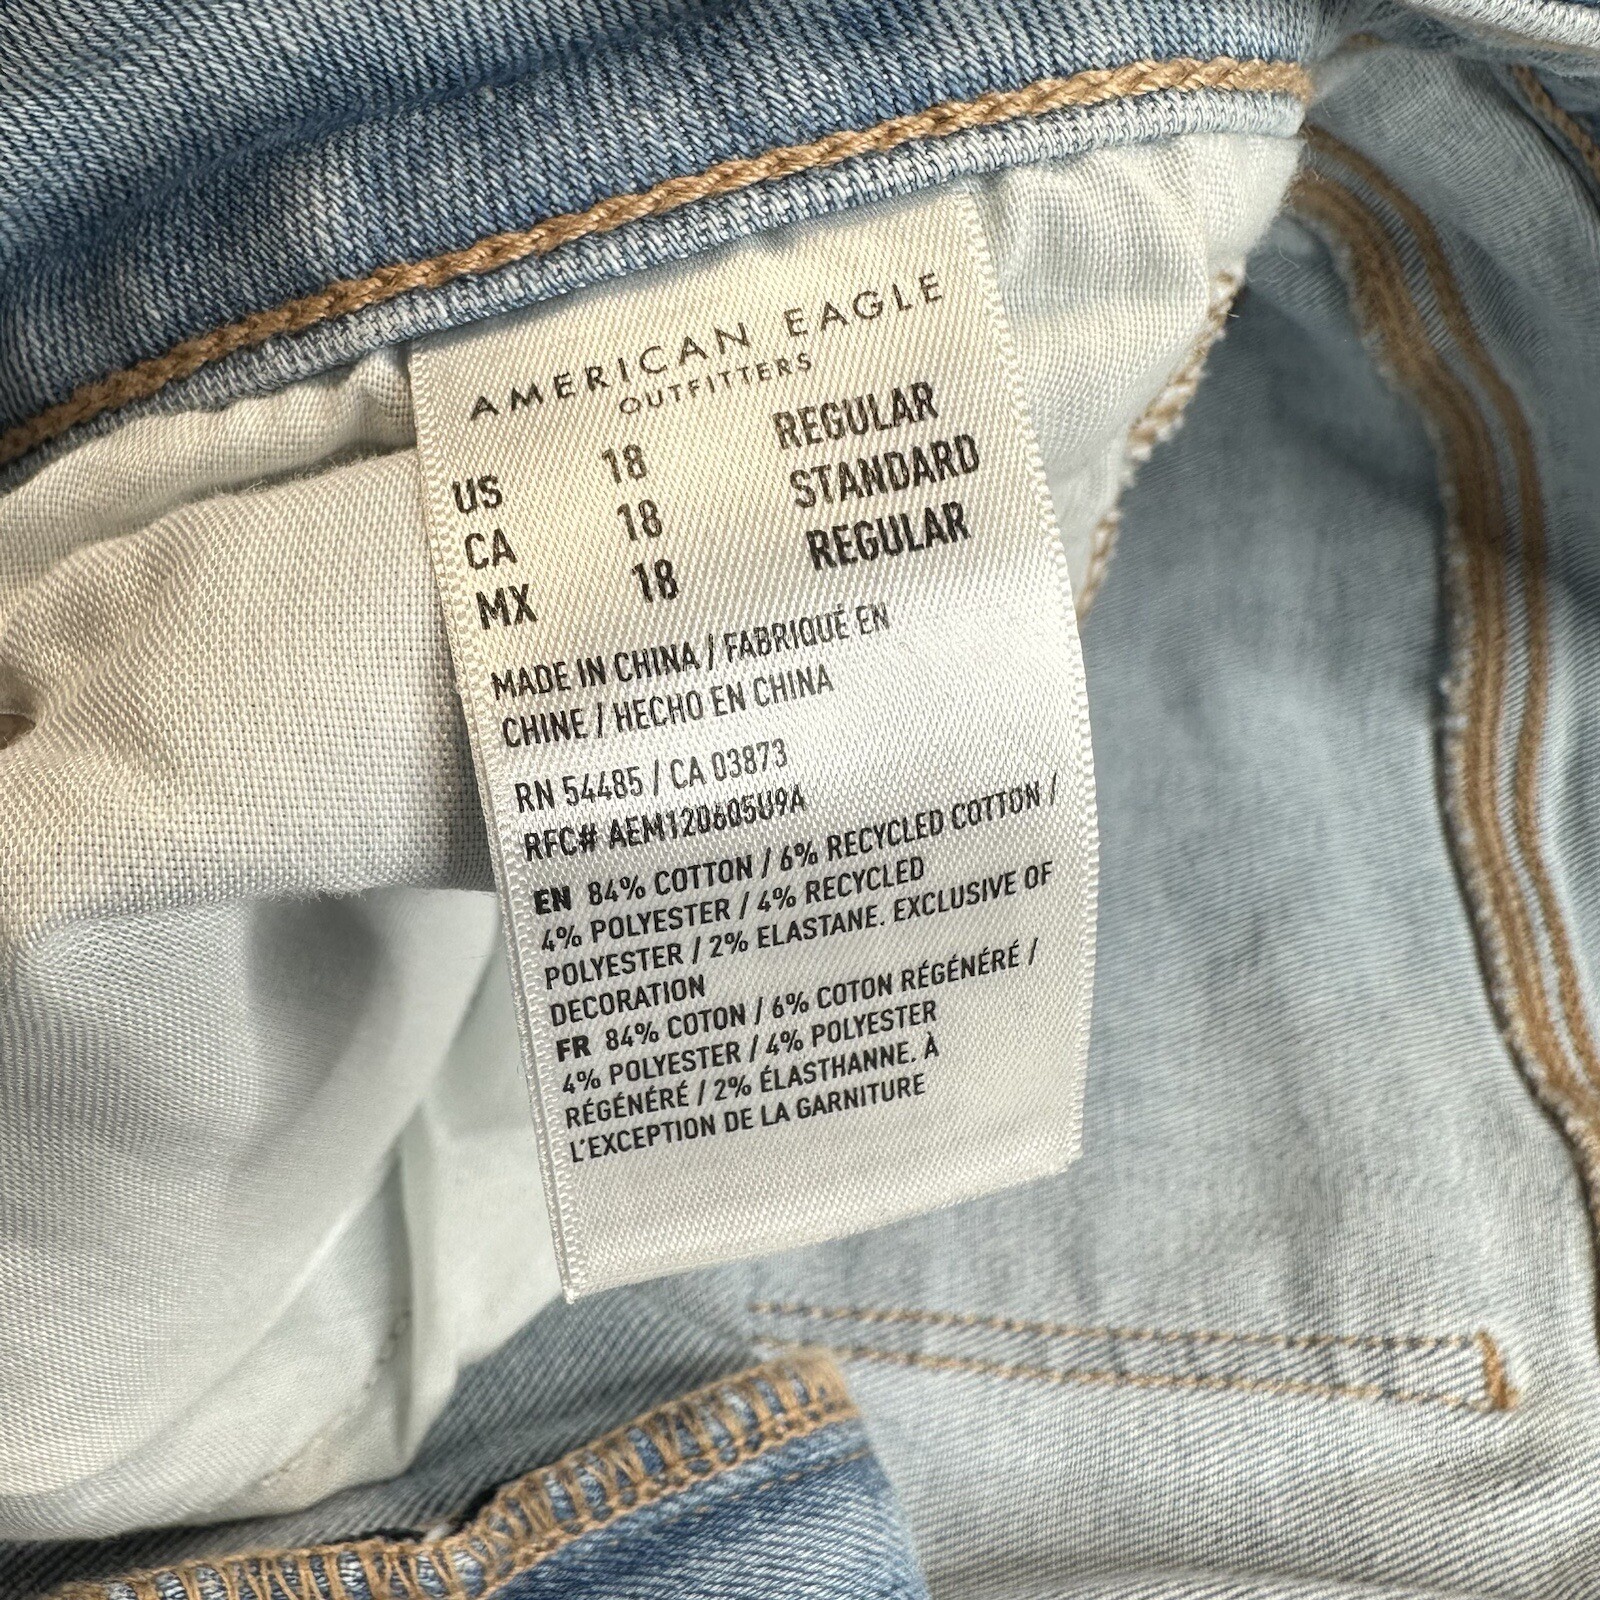 AMERICAN EAGLE
OUTFITTERS
US 18 REGULAR
CA 18 STANDARD
MX 18 REGULAR
MADE IN CHINA / FABRIQUÉ EN
CHINE / HECHO EN CHINA
RN 54485 / CA 03873
RFC# AEM120605U9A
EN 84% COTTON / 6% RECYCLED COTTON /
4% POLYESTER / 4% RECYCLED
POLYESTER / 2% ELASTANE. EXCLUSIVE OF
DECORATION
FR 84% COTON / 6% COTON RÉGÉNÉRÉ /
4% POLYESTER / 4% POLYESTER
RÉGÉNÉRÉ / 2% ÉLASTHANNE. À
L'EXCEPTION DE LA GARNITURE